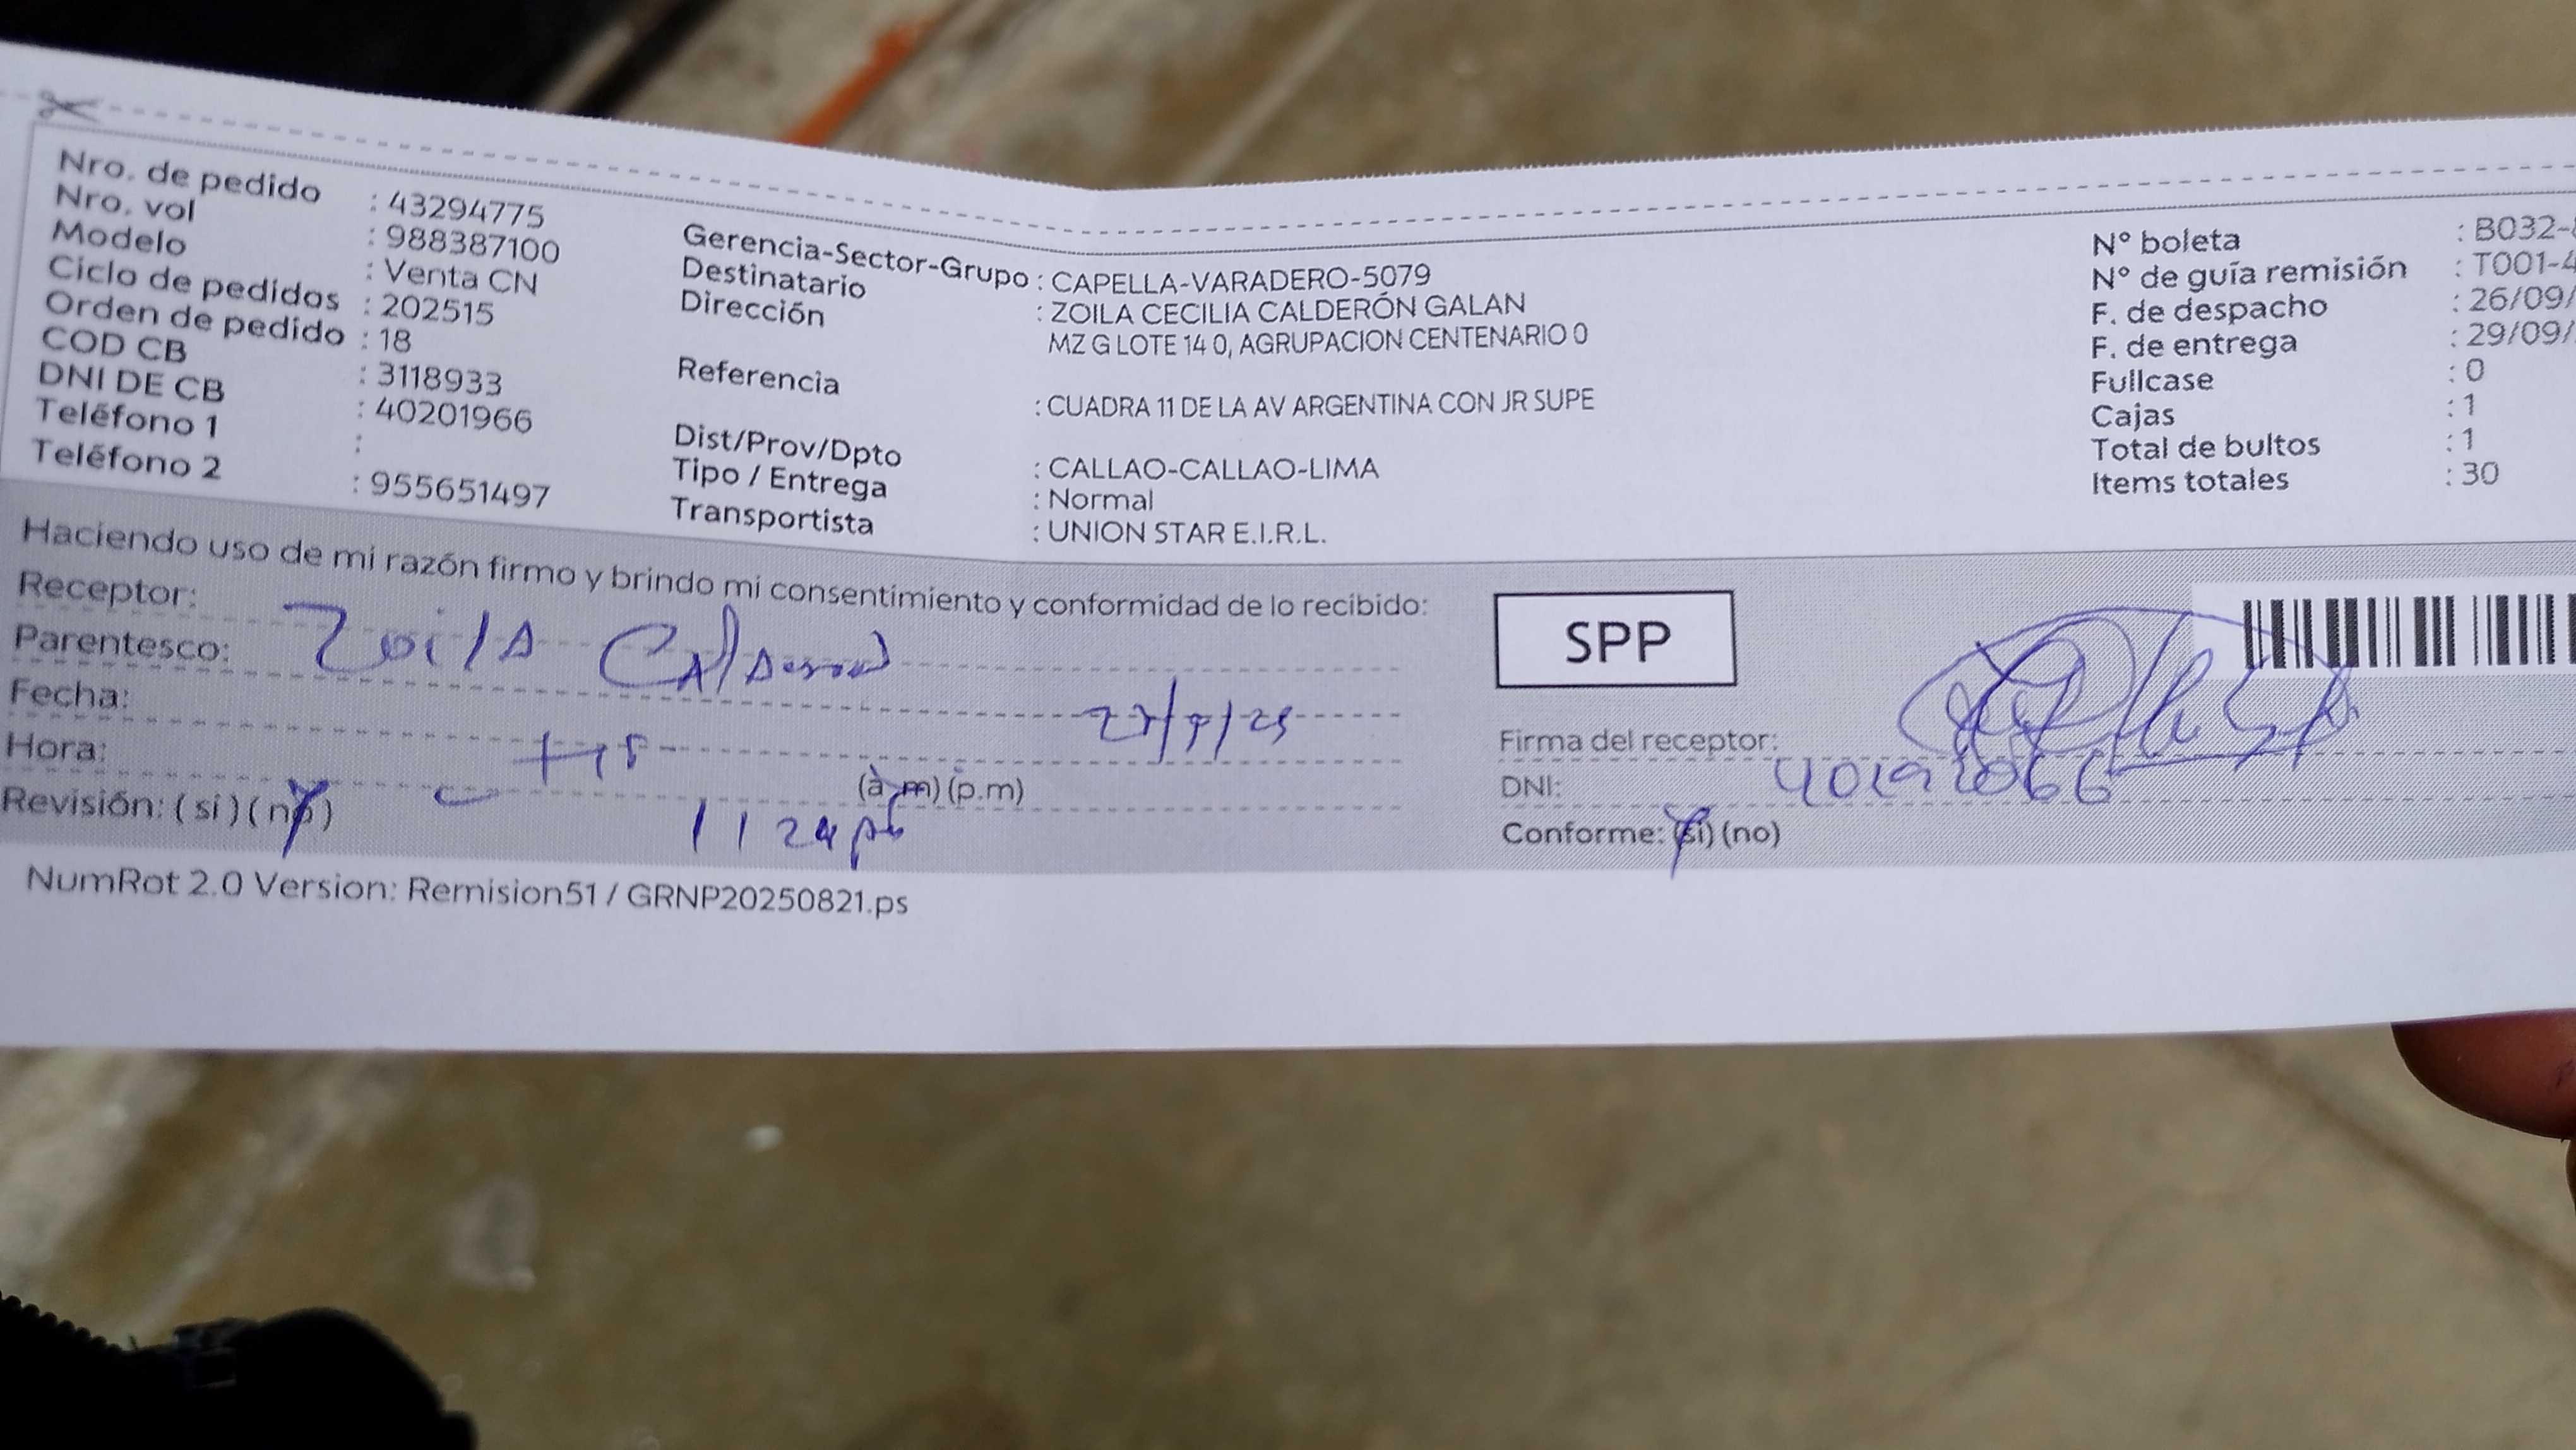 Nro. de pedido : 43294775
Nro. vol : 988387100
Modelo : Venta CN
Ciclo de pedidos : 202515
Orden de pedido : 18
COD CB : 3118933
DNI DE CB : 40201966
Teléfono 1 :
Teléfono 2 : 955651497
Gerencia-Sector-Grupo : CAPELLA-VARADERO-5079
Destinatario : ZOILA CECILIA CALDERÓN GALAN
Dirección MZ G LOTE 14 0, AGRUPACION CENTENARIO 0
Referencia : CUADRA 11 DE LA AV ARGENTINA CON JR SUPE
Dist/Prov/Dpto : CALLAO-CALLAO-LIMA
Tipo / Entrega : Normal
Transportista : UNION STAR E.I.R.L.
N° boleta : B032-
N° de guía remisión : T001-4
F. de despacho : 26/09/
F. de entrega : 29/09/
Fullcase : 0
Cajas : 1
Total de bultos : 1
Items totales : 30
Haciendo uso de mi razón firmo y brindo mi consentimiento y conformidad de lo recibido:
Receptor: Zoila Calderon
Parentesco:
Fecha:
Hora: (a.m) (p.m)
Revisión: (si) (no) 11 24
SPP
Firma del receptor:
DNI:
Conforme: (si) (no)
NumRot 2.0 Version: Remision51 / GRNP20250821.ps